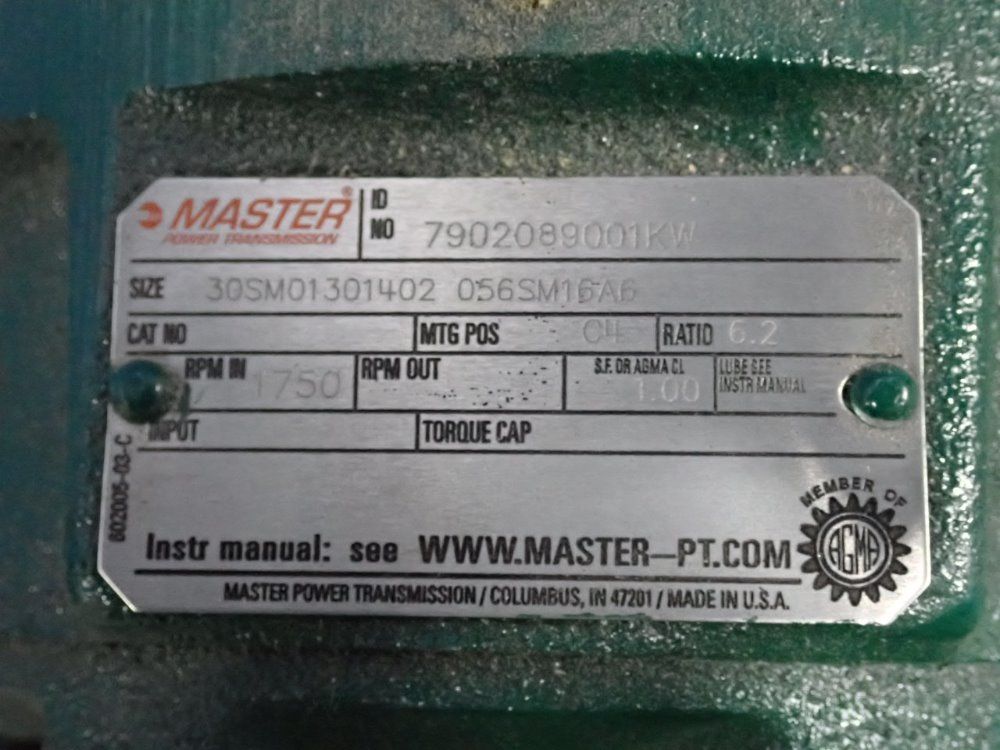 MASTER®
POWER TRANSMISSION
ID NO 7902089001KW
SIZE 30SM01301402 056SM16A6
CAT NO MTG POS C4 RATIO 6.2
RPM IN 1750 RPM OUT S.F. OR AGMA CL 1.00 LUBE SEE INSTR MANUAL
INPUT TORQUE CAP
802005-03-C
MEMBER OF
AGMA
Instr manual: see WWW.MASTER-PT.COM
MASTER POWER TRANSMISSION / COLUMBUS, IN 47201 / MADE IN U.S.A.